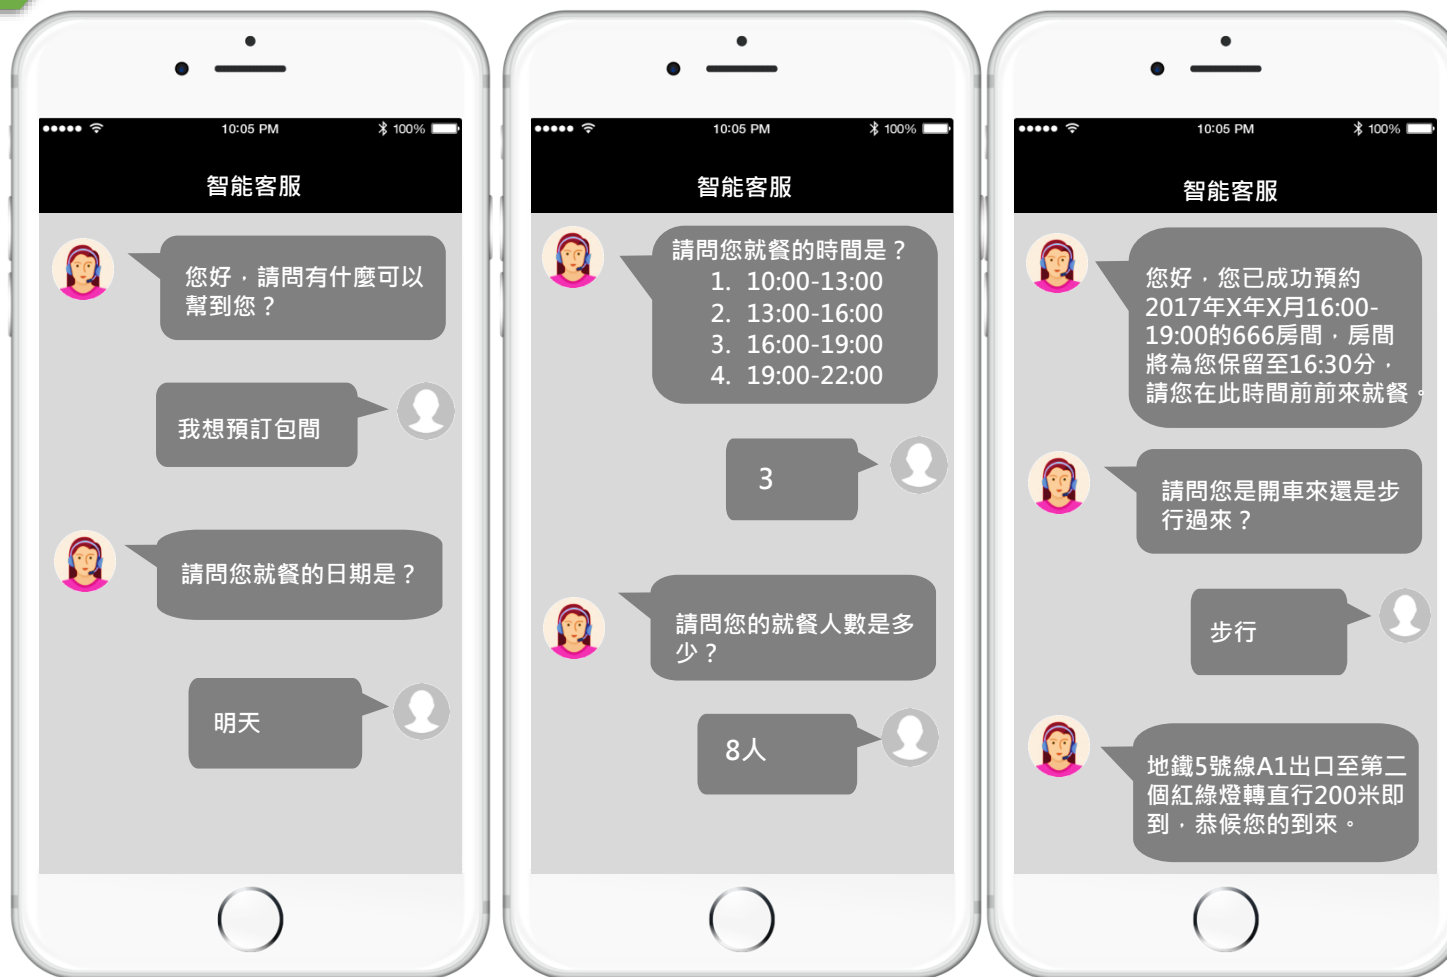 10:05 PM
100%
智能客服
您好，請問有什麼可以
幫到您？
我想預訂包間
請問您就餐的日期是？
明天
10:05 PM
100%
智能客服
請問您就餐的時間是？
1. 10:00-13:00
2. 13:00-16:00
3. 16:00-19:00
4. 19:00-22:00
3
請問您的就餐人數是多
少？
8人
10:05 PM
100%
智能客服
您好，您已成功預約
2017年X年X月16:00-
19:00的666房間，房間
將為您保留至16:30分，
請您在此時間前前來就餐。
請問您是開車來還是步
行過來？
步行
地鐵5號線A1出口至第二
個紅綠燈轉直行200米即
到，恭候您的到來。